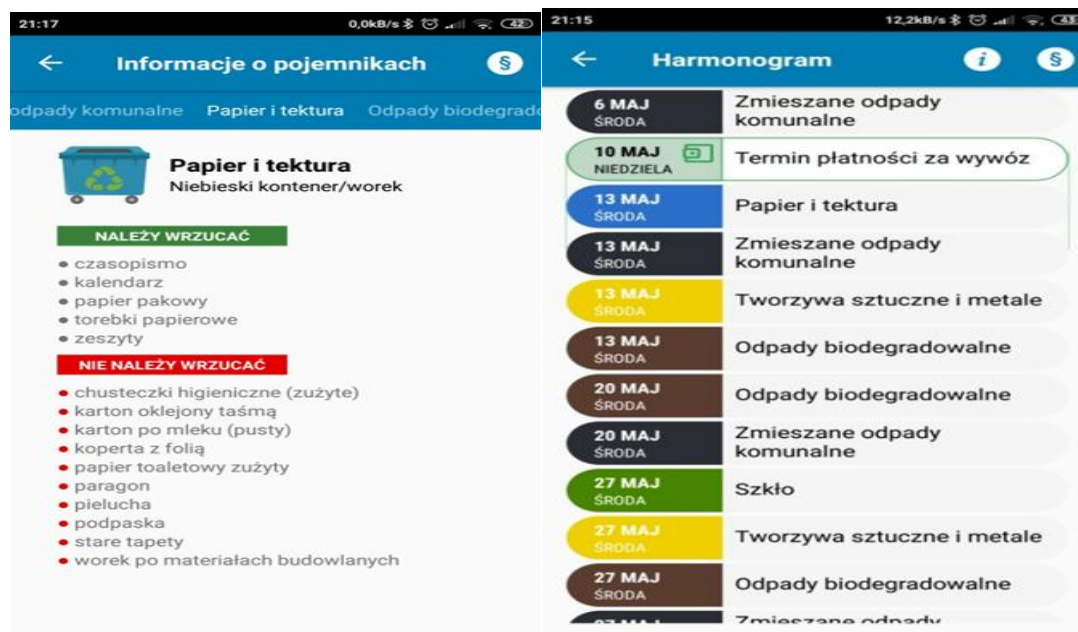 21:17 0,0kB/s 42
Informacje o pojemnikach §
odpady komunalne Papier i tektura Odpady biodegrado
Papier i tektura
Niebieski kontener/worek
NALEŻY WRZUCAĆ
• czasopismo
• kalendarz
• papier pakowy
• torebki papierowe
• zeszyty
NIE NALEŻY WRZUCAĆ
• chusteczki higieniczne (zużyte)
• karton oklejony taśmą
• karton po mleku (pusty)
• koperta z folią
• papier toaletowy zużyty
• paragon
• pielucha
• podpaska
• stare tapety
• worek po materiałach budowlanych
21:15 12,2kB/s 43
Harmonogram i §
6 MAJ Zmieszane odpady
ŚRODA komunalne
10 MAJ Termin płatności za wywóz
NIEDZIELA
13 MAJ Papier i tektura
ŚRODA
13 MAJ Zmieszane odpady
ŚRODA komunalne
13 MAJ Tworzywa sztuczne i metale
ŚRODA
13 MAJ Odpady biodegradowalne
ŚRODA
20 MAJ Odpady biodegradowalne
ŚRODA
20 MAJ Zmieszane odpady
ŚRODA komunalne
27 MAJ Szkło
ŚRODA
27 MAJ Tworzywa sztuczne i metale
ŚRODA
27 MAJ Odpady biodegradowalne
ŚRODA
27 MAJ Zmieszane odpady